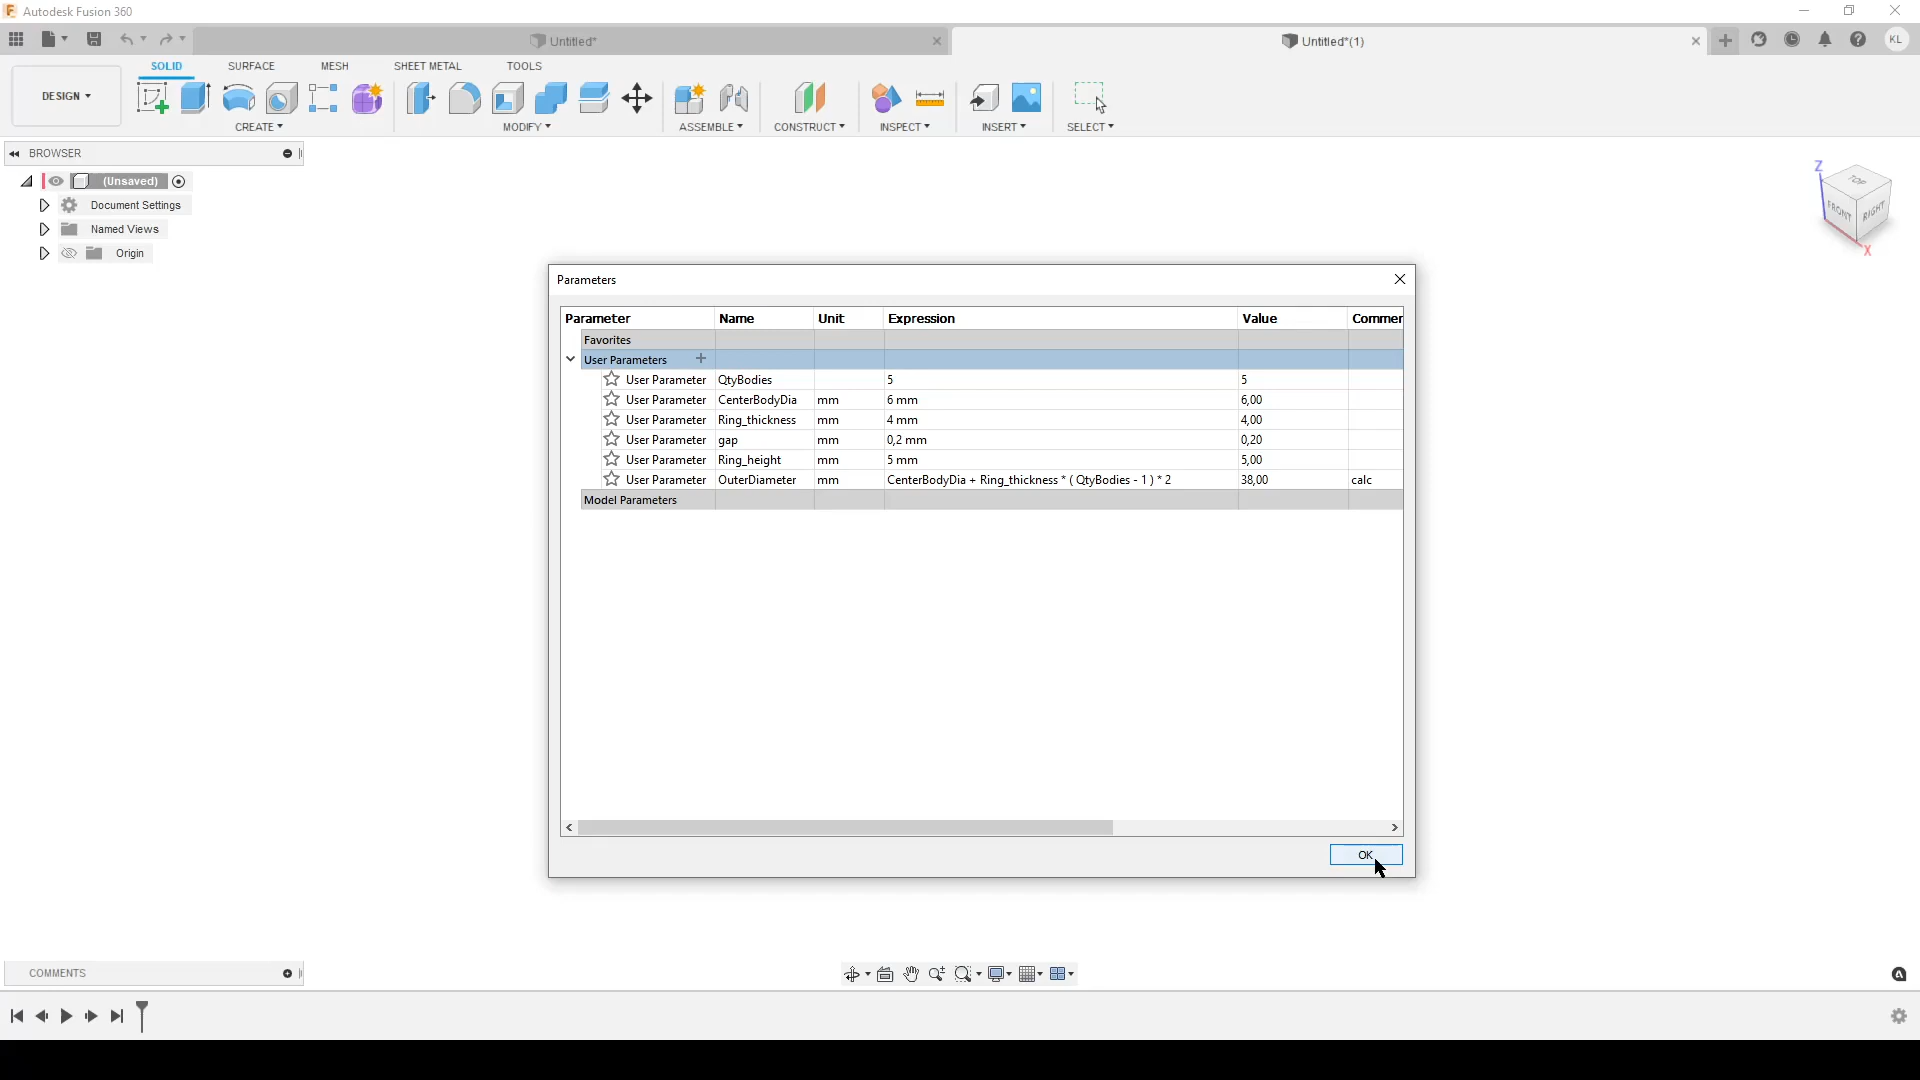 Autodesk Fusion 360
Untitled*
Untitled*(1)
KL
SOLID SURFACE MESH SHEET METAL TOOLS
DESIGN
CREATE MODIFY ASSEMBLE CONSTRUCT INSPECT INSERT SELECT
BROWSER
(Unsaved)
Document Settings
Named Views
Origin
Z
TOP
FRONT
RIGHT
X
Parameters
Parameter Name Unit Expression Value Commer
Favorites
User Parameters +
User Parameter QtyBodies 5 5
User Parameter CenterBodyDia mm 6 mm 6,00
User Parameter Ring_thickness mm 4 mm 4,00
User Parameter gap mm 0,2 mm 0,20
User Parameter Ring_height mm 5 mm 5,00
User Parameter OuterDiameter mm CenterBodyDia + Ring_thickness * ( QtyBodies - 1 ) * 2 38,00 calc
Model Parameters
OK
COMMENTS